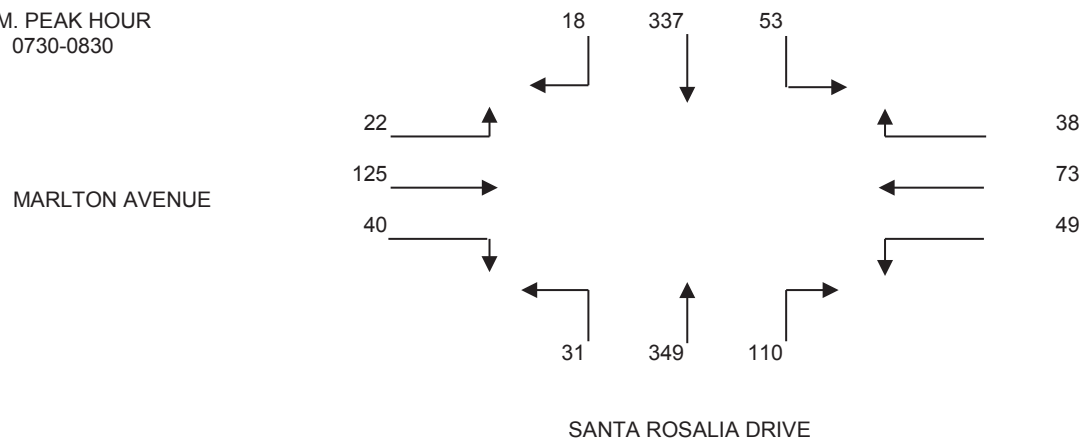 M. PEAK HOUR
0730-0830
18 337 53
22 38
125 73
MARLTON AVENUE
40 49
31 349 110
SANTA ROSALIA DRIVE